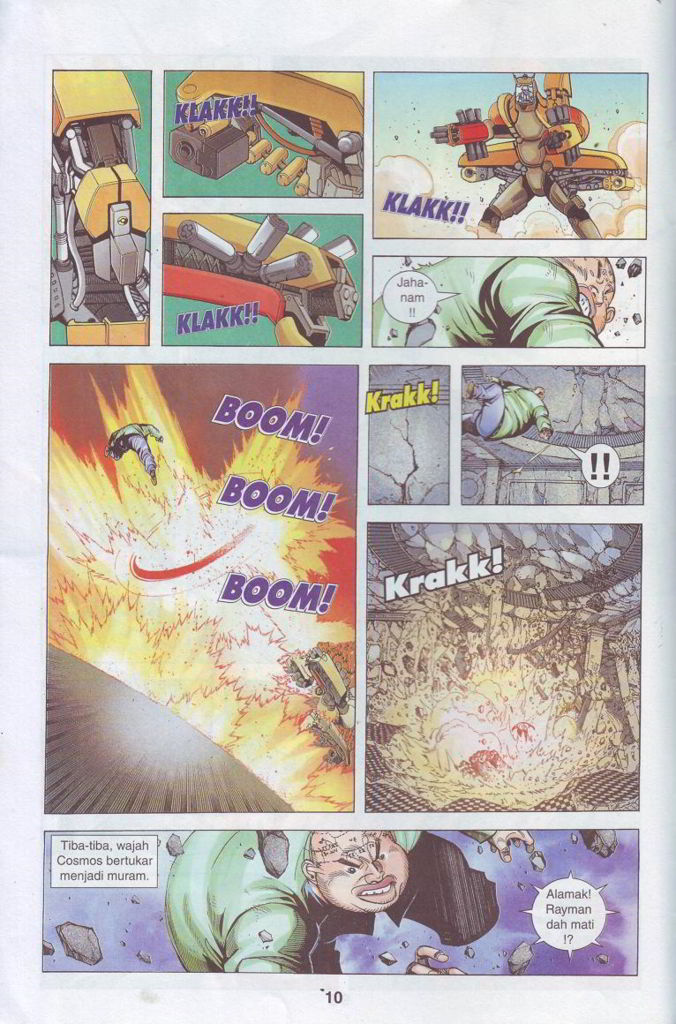 KLAKK!!
KLAKK!!
KLAKK!!
Jaha-
nam
!!
BOOM!
BOOM!
BOOM!
Krakk!
!!
Krakk!
Tiba-tiba, wajah
Cosmos bertukar
menjadi muram.
Alamak!
Rayman
dah mati
!?
10